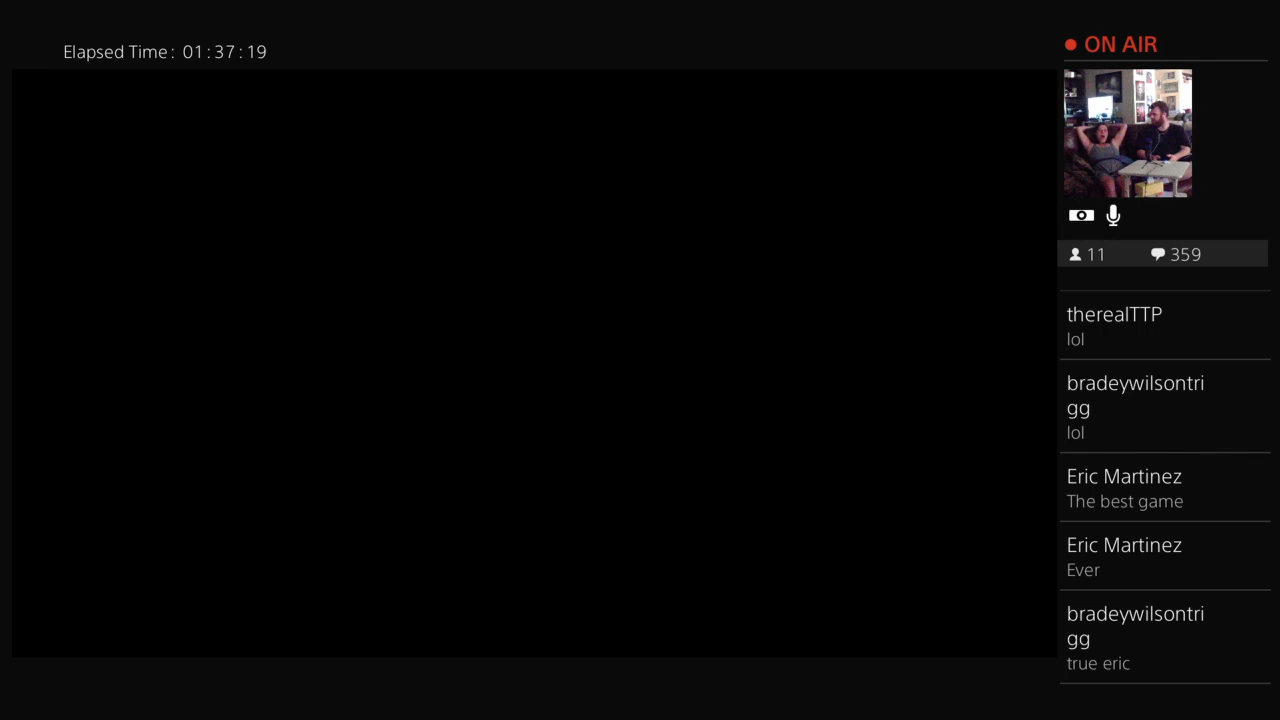 Elapsed Time: 01:37:19
ON AIR
11 359
therealTTP
lol
bradeywilsontri
gg
lol
Eric Martinez
The best game
Eric Martinez
Ever
bradeywilsontri
gg
true eric